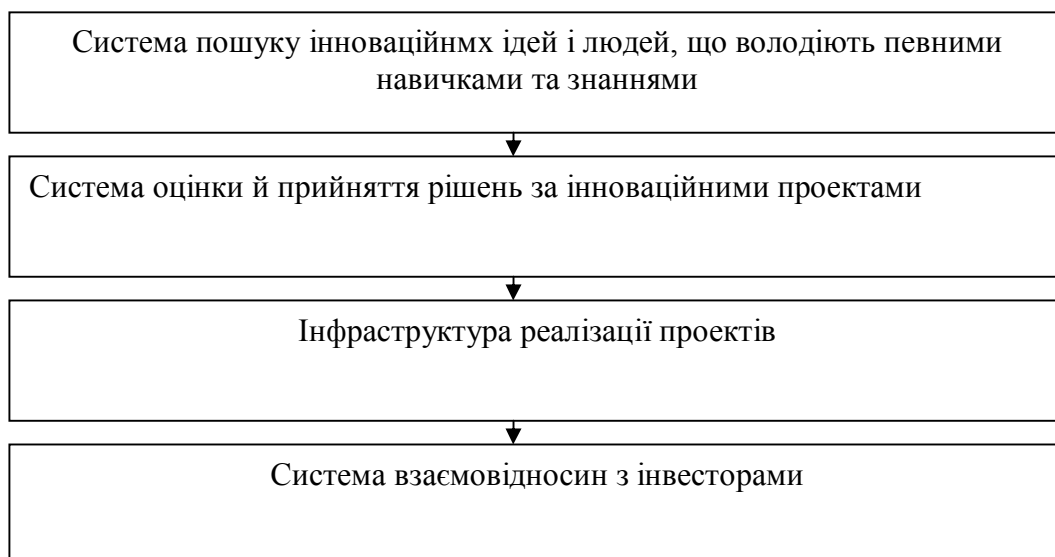 Система пошуку інноваційнмх ідей і людей, що володіють певними
навичками та знаннями
Система оцінки й прийняття рішень за інноваційними проектами
Інфраструктура реалізації проектів
Система взаємовідносин з інвесторами